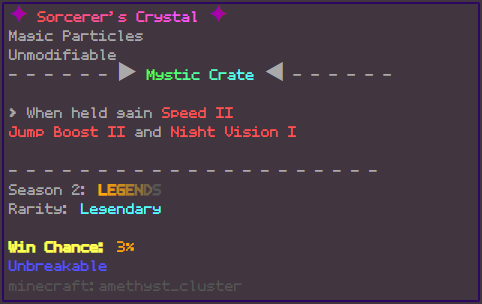 ✦ Sorcerer's Crystal ✦
Magic Particles
Unmodifiable
- - - - - - ▶ Mystic Crate ◀ - - - - - -
> When held gain Speed II
Jump Boost II and Night Vision I
- - - - - - - - - - - - - - - - - - - - - -
Season 2: LEGENDS
Rarity: Legendary
Win Chance: 3%
Unbreakable
minecraft:amethyst_cluster